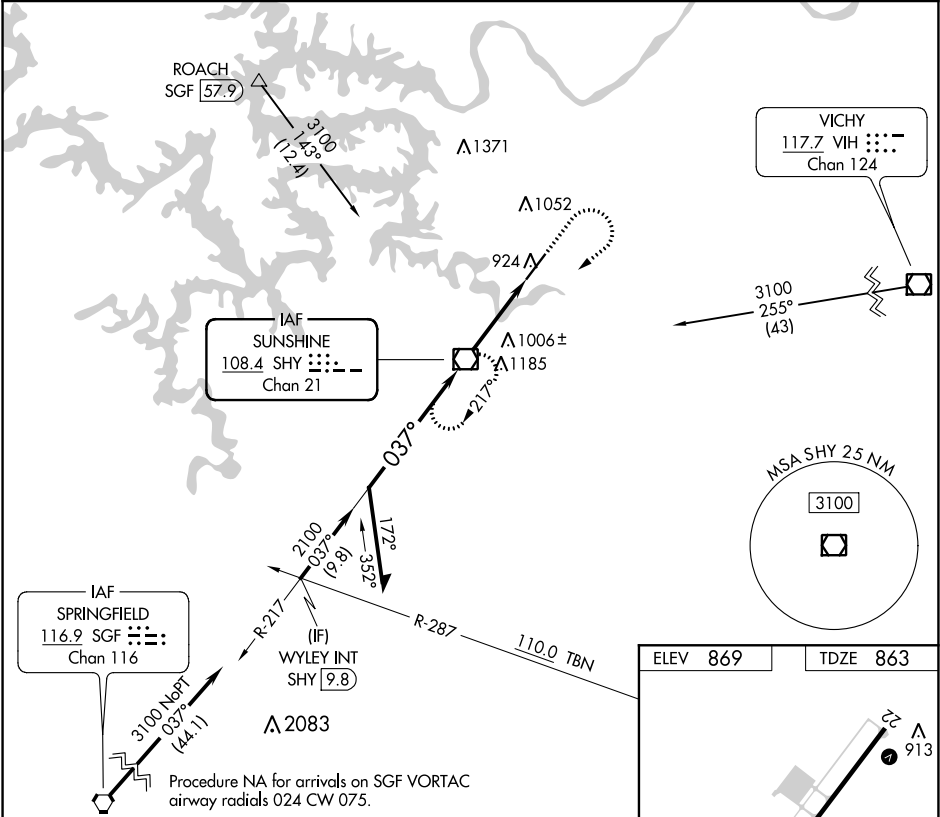 ROACH
SGF 57.9
3100
143°
(12.4)
1371
VICHY
117.7 VIH
Chan 124
1052
924
3100
255°
(43)
IAF
SUNSHINE
108.4 SHY
Chan 21
1006±
1185
217°
037°
MSA SHY 25 NM
3100
2100
037°
(9.8)
172°
352°
IAF
SPRINGFIELD
116.9 SGF
Chan 116
R-217
(IF)
WYLEY INT
SHY 9.8
R-287
110.0 TBN
3100 NoPT
037°
(44.1)
2083
Procedure NA for arrivals on SGF VORTAC
airway radials 024 CW 075.
ELEV 869
TDZE 863
22
913
V